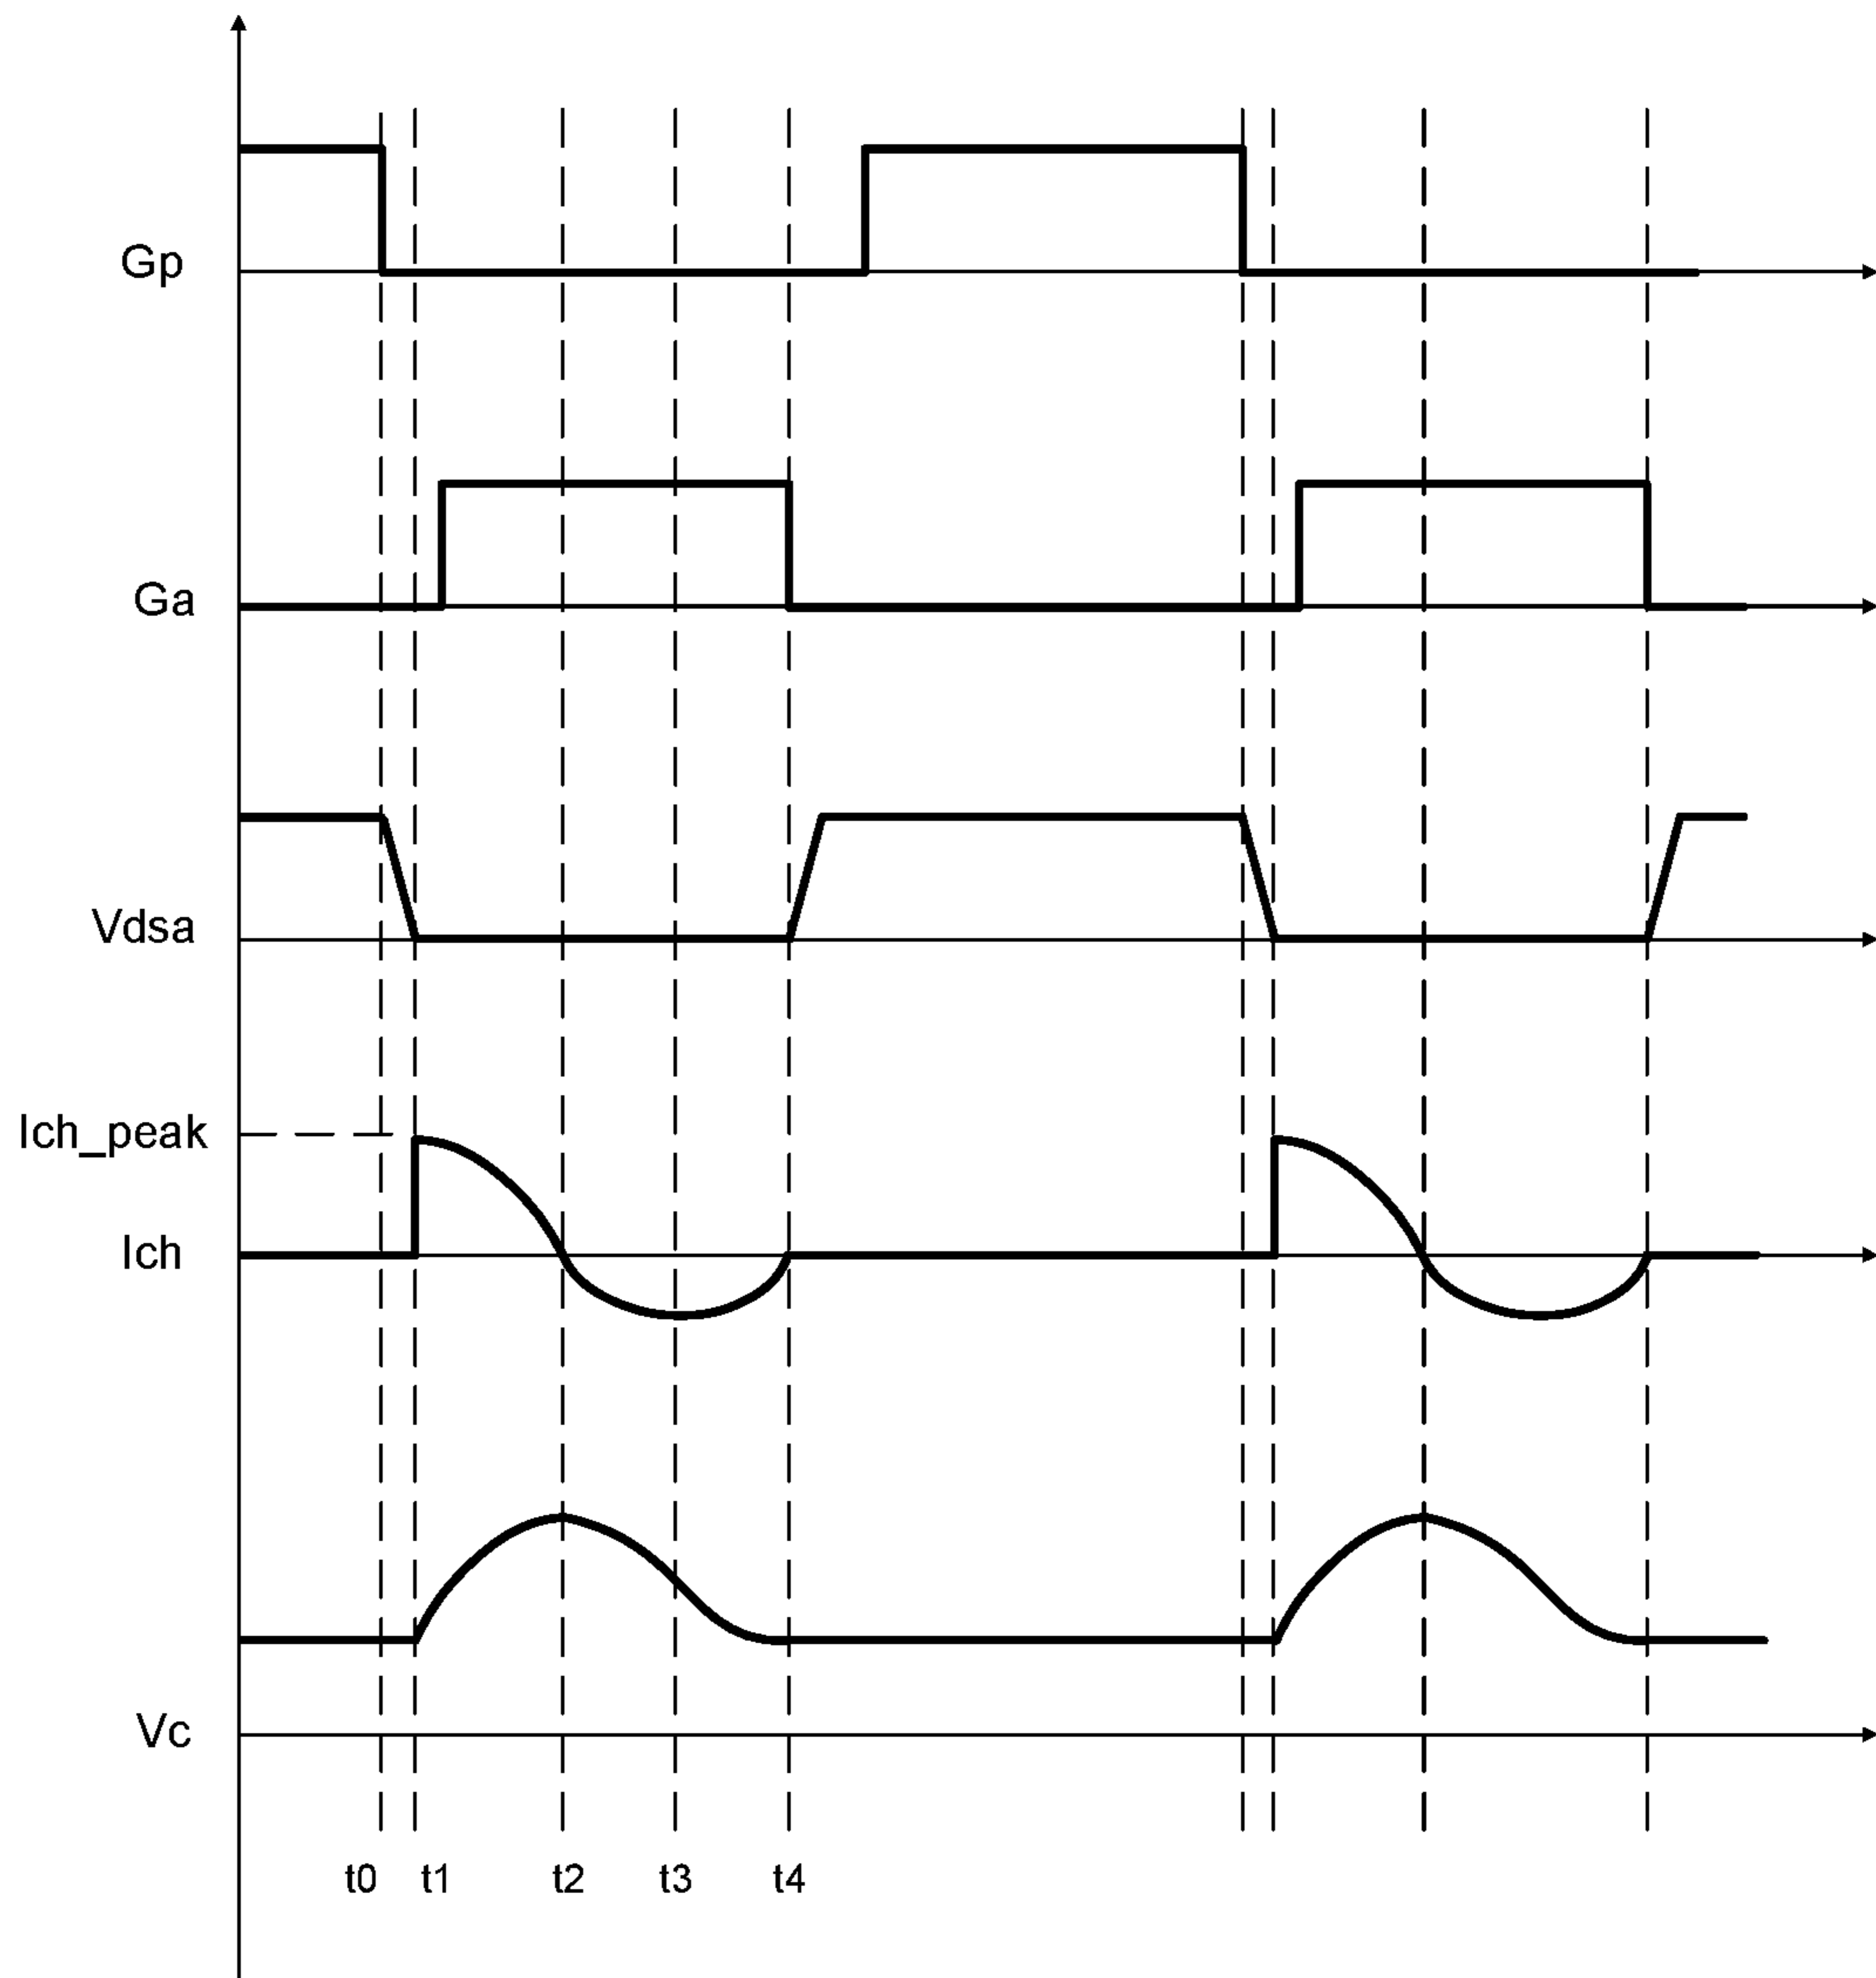 Gp
Ga
Vdsa
Ich_peak
Ich
Vc
t0 t1 t2 t3 t4